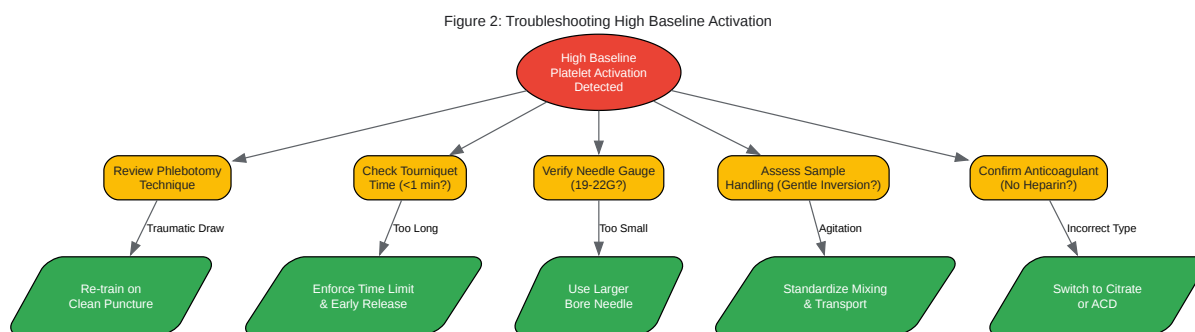 Figure 2: Troubleshooting High Baseline Activation
High Baseline
Platelet Activation
Detected
Review Phlebotomy
Technique
Check Tourniquet
Time (<1 min?)
Verify Needle Gauge
(19-22G?)
Assess Sample
Handling (Gentle Inversion?)
Confirm Anticoagulant
(No Heparin?)
Traumatic Draw
Too Long
Too Small
Agitation
Incorrect Type
Re-train on
Clean Puncture
Enforce Time Limit
& Early Release
Use Larger
Bore Needle
Standardize Mixing
& Transport
Switch to Citrate
or ACD